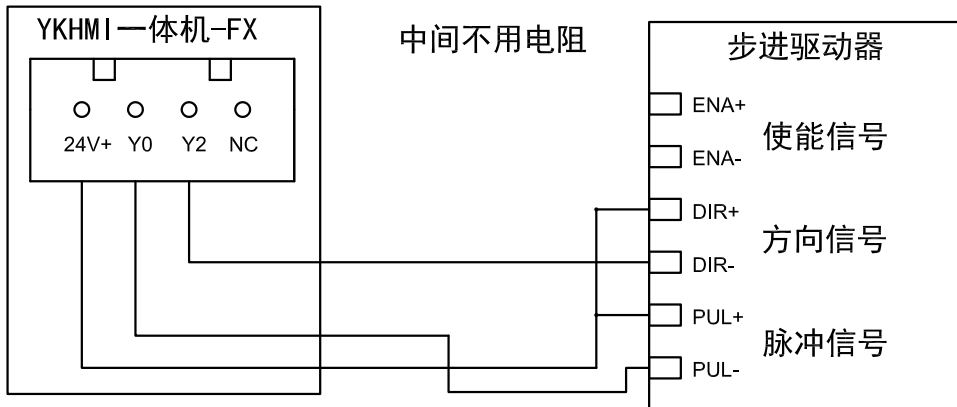 YKHMI一体机-FX
中间不用电阻
步进驱动器
24V+ Y0 Y2 NC
ENA+
使能信号
ENA-
DIR+
方向信号
DIR-
PUL+
脉冲信号
PUL-